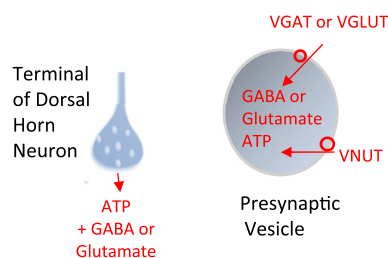 Terminal
of Dorsal
Horn
Neuron
ATP
+ GABA or
Glutamate
VGAT or VGLUT
GABA or
Glutamate
ATP
VNUT
Presynaptic
Vesicle